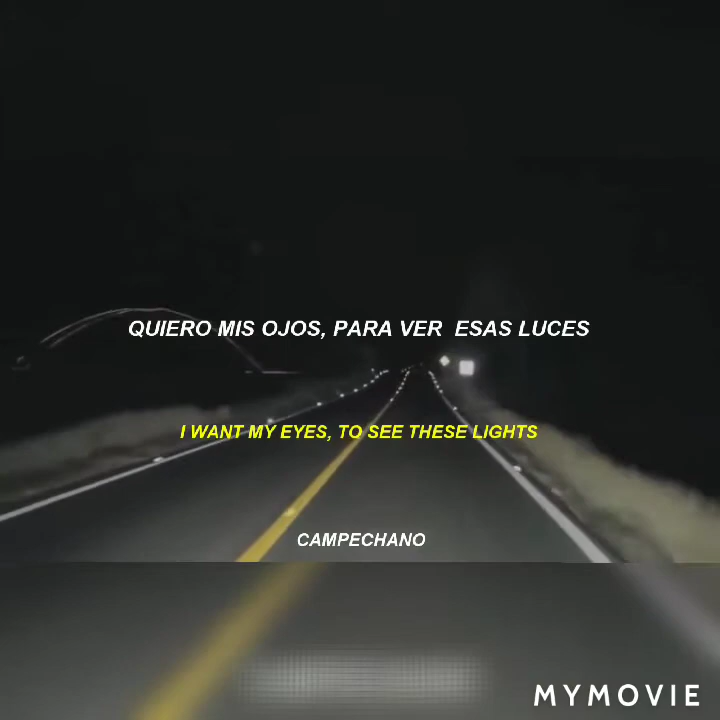 QUIERO MIS OJOS, PARA VER ESAS LUCES
I WANT MY EYES, TO SEE THESE LIGHTS
CAMPECHANO
MYMOVIE